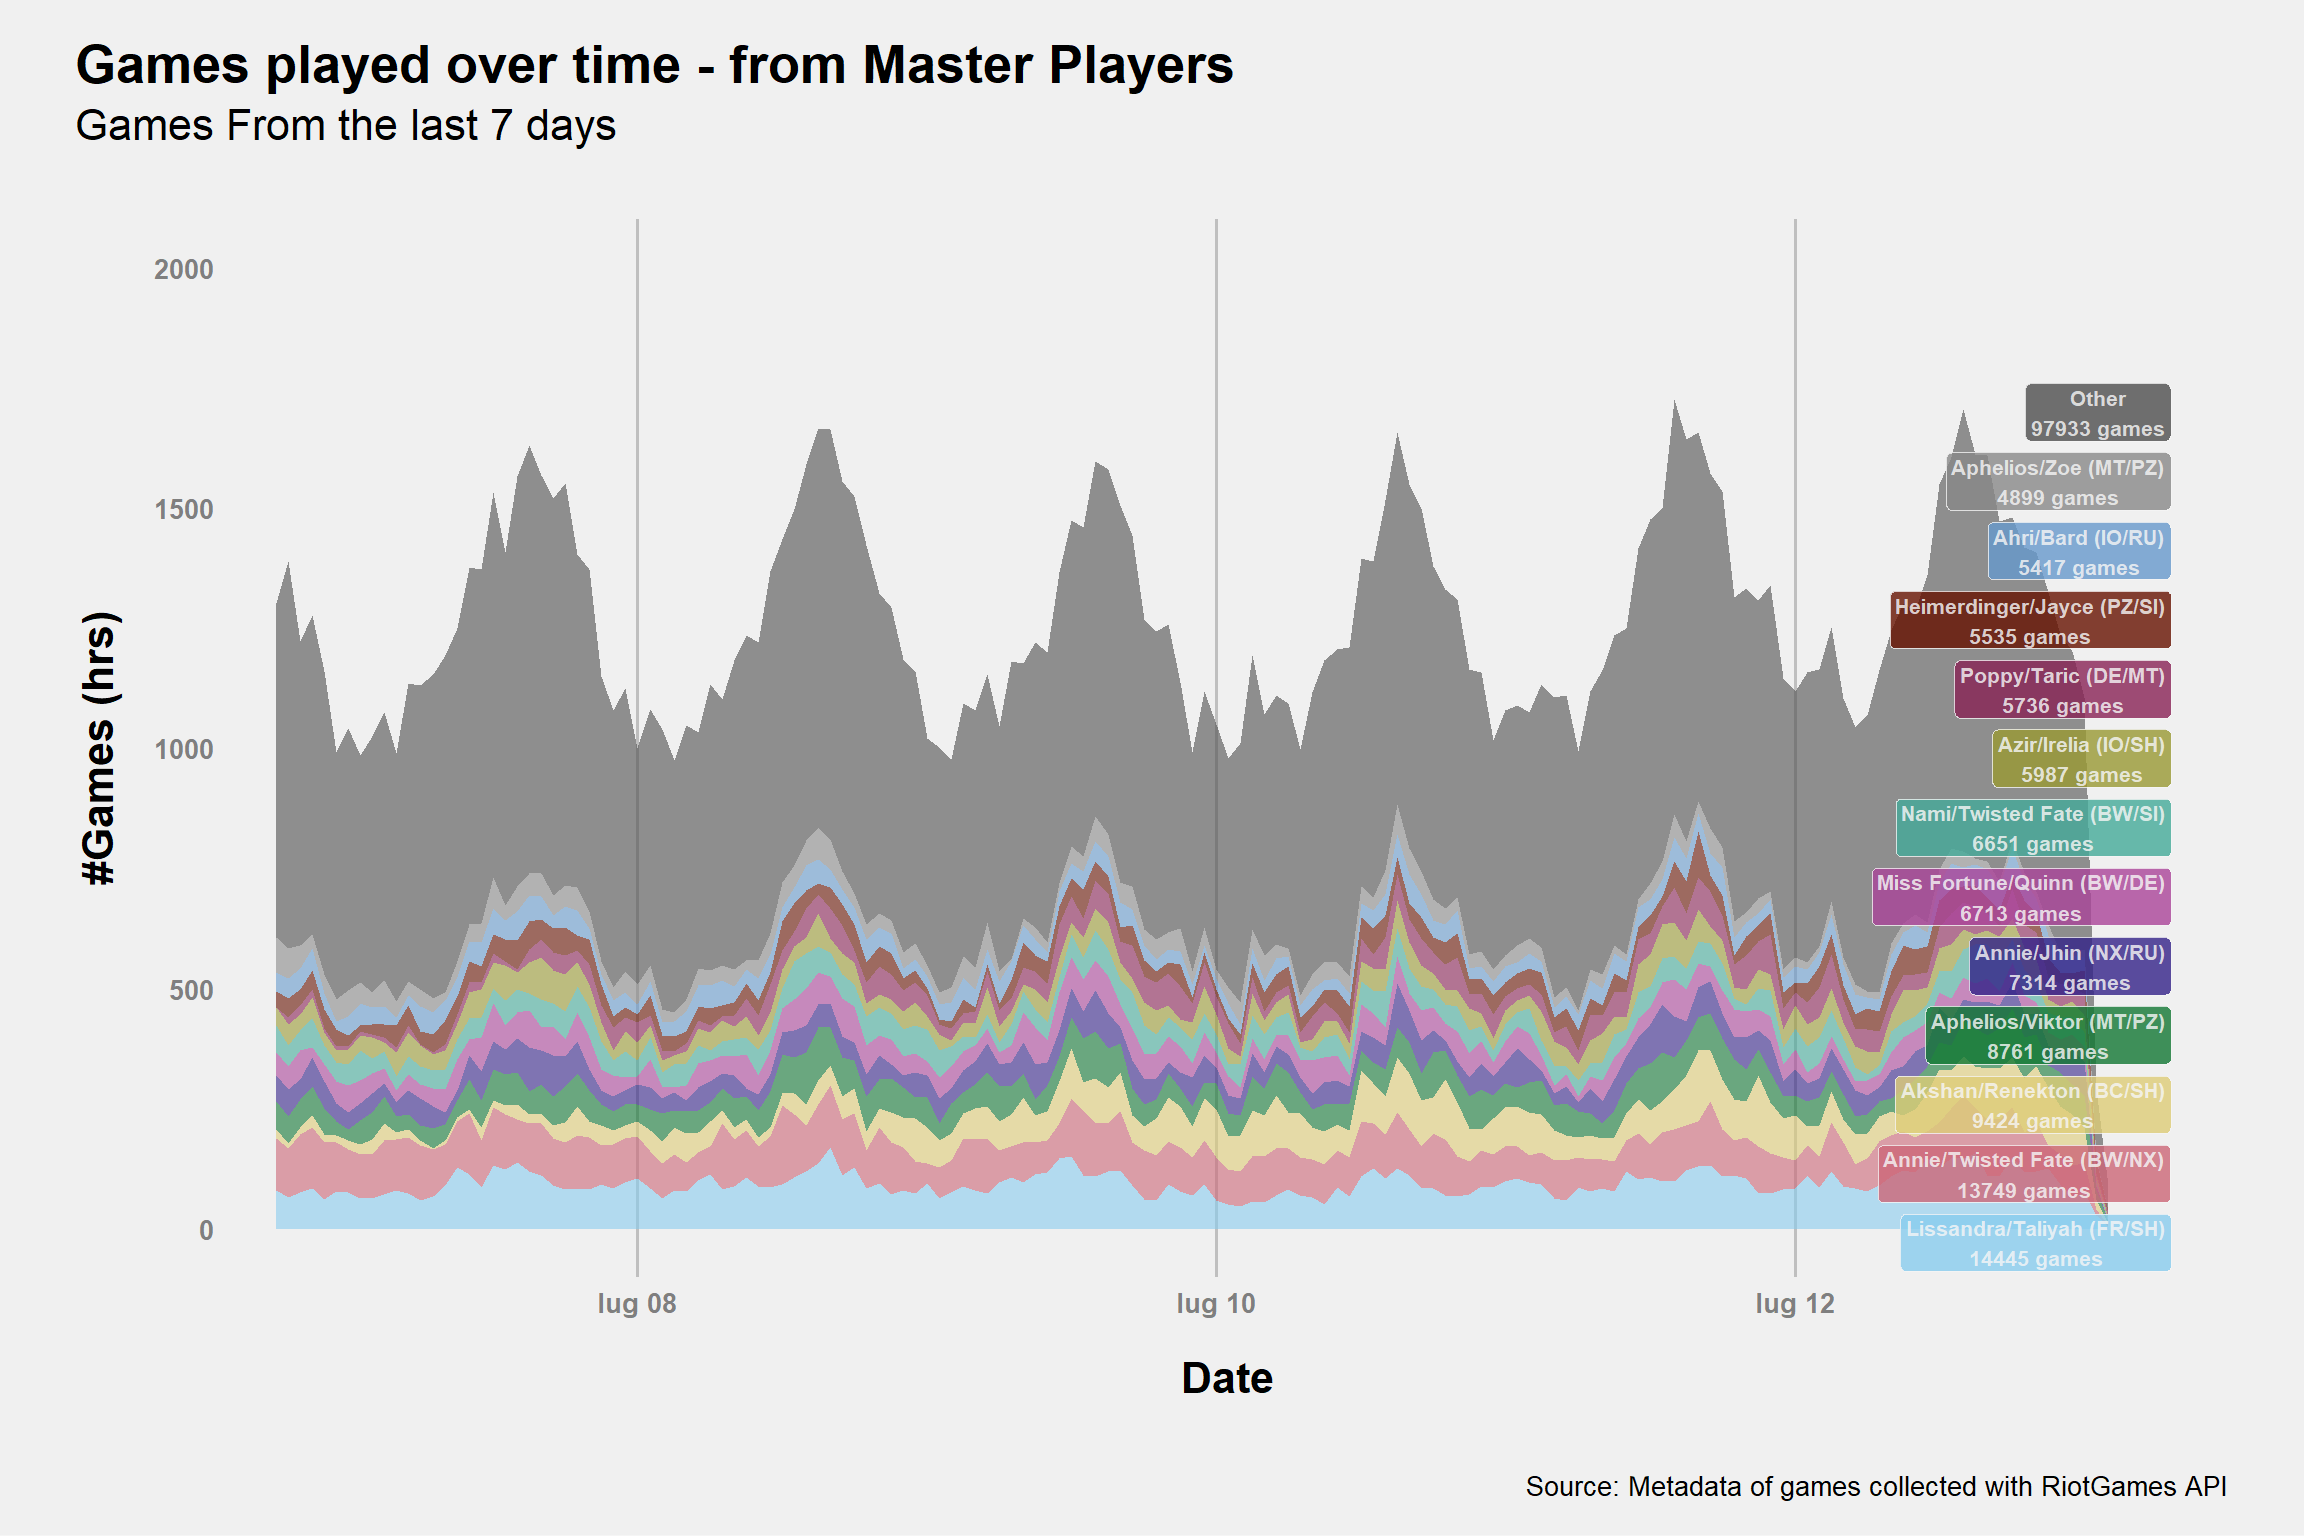 Games played over time - from Master Players
Games From the last 7 days
#Games (hrs)
2000
1500
1000
500
0
Other
97933 games
Aphelios/Zoe (MT/PZ)
4899 games
Ahri/Bard (IO/RU)
5417 games
Heimerdinger/Jayce (PZ/SI)
5535 games
Poppy/Taric (DE/MT)
5736 games
Azir/Irelia (IO/SH)
5987 games
Nami/Twisted Fate (BW/SI)
6651 games
Miss Fortune/Quinn (BW/DE)
6713 games
Annie/Jhin (NX/RU)
7314 games
Aphelios/Viktor (MT/PZ)
8761 games
Akshan/Renekton (BC/SH)
9424 games
Annie/Twisted Fate (BW/NX)
13749 games
Lissandra/Taliyah (FR/SH)
14445 games
lug 08
lug 10
lug 12
Date
Source: Metadata of games collected with RiotGames API